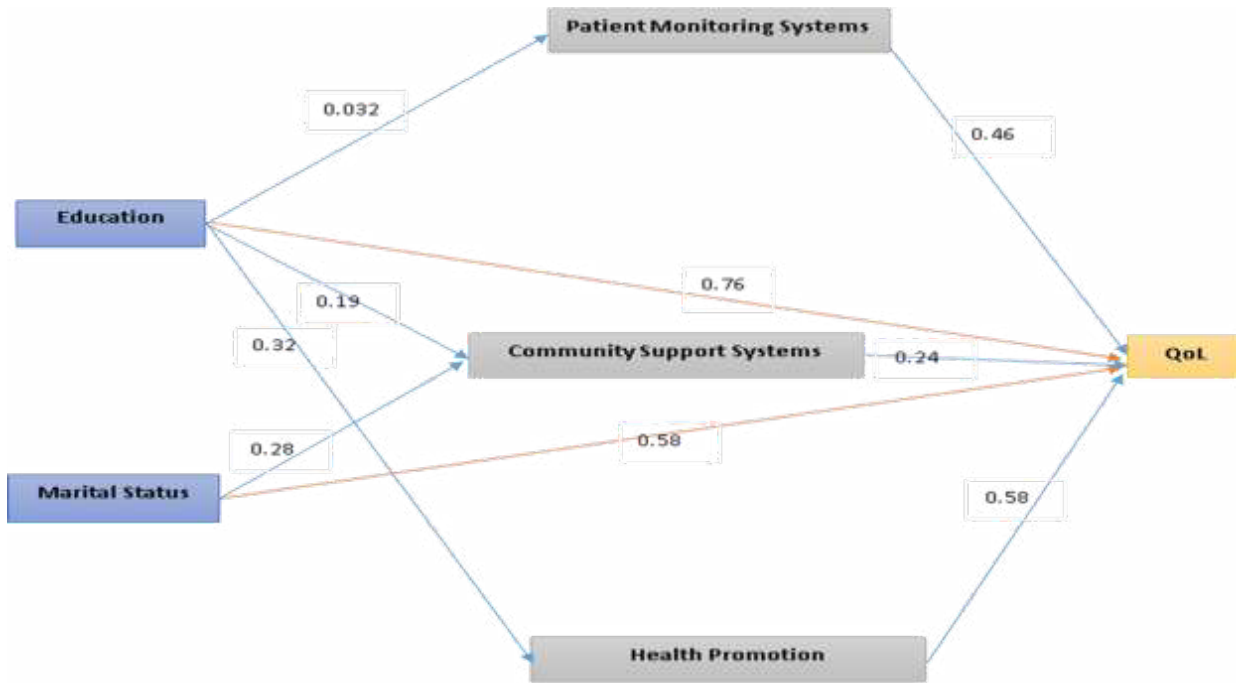 Patient Monitoring Systems
0.032
0.46
Education
0.76
0.19
0.32
Community Support Systems
0.24
QoL
0.28
0.58
Marital Status
0.58
Health Promotion